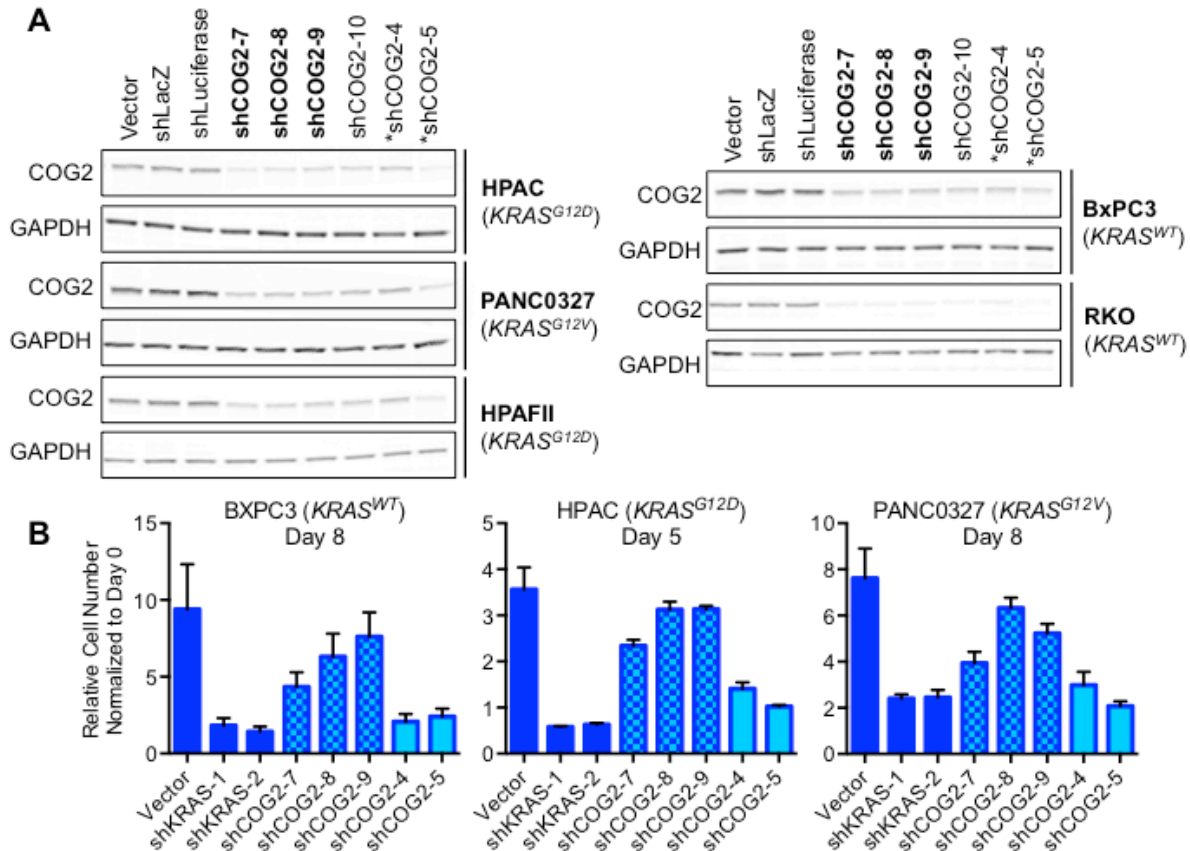 A
Vector
shLacZ
shLuciferase
shCOG2-7
shCOG2-8
shCOG2-9
shCOG2-10
*shCOG2-4
*shCOG2-5
COG2
GAPDH
HPAC
(KRASG12D)
COG2
GAPDH
PANC0327
(KRASG12V)
COG2
GAPDH
HPAFII
(KRASG12D)
Vector
shLacZ
shLuciferase
shCOG2-7
shCOG2-8
shCOG2-9
shCOG2-10
*shCOG2-4
*shCOG2-5
COG2
GAPDH
BxPC3
(KRASWT)
COG2
GAPDH
RKO
(KRASWT)
B
BXPC3 (KRASWT)
Day 8
Relative Cell Number
Normalized to Day 0
15
10
5
0
Vector
shKRAS-1
shKRAS-2
shCOG2-7
shCOG2-8
shCOG2-9
shCOG2-4
shCOG2-5
HPAC (KRASG12D)
Day 5
5
4
3
2
1
0
Vector
shKRAS-1
shKRAS-2
shCOG2-7
shCOG2-8
shCOG2-9
shCOG2-4
shCOG2-5
PANC0327 (KRASG12V)
Day 8
10
8
6
4
2
0
Vector
shKRAS-1
shKRAS-2
shCOG2-7
shCOG2-8
shCOG2-9
shCOG2-4
shCOG2-5